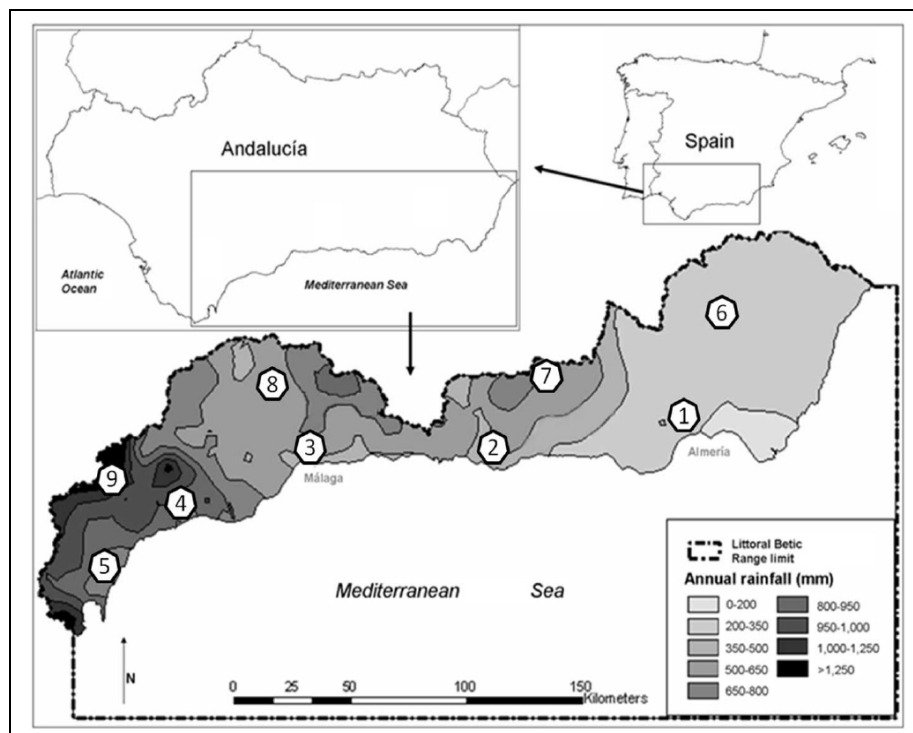 Andalucía
Spain
Atlantic
Ocean
Mediterranean Sea
6
7
8
1
3
2
Almería
Málaga
9
4
5
Mediterranean Sea
N
0 50 100 150
Kilometers
Littoral Betic
Range limit
Annual rainfall (mm)
0-200
200-350
350-500
500-650
650-800
800-950
950-1,000
1,000-1,250
>1,250